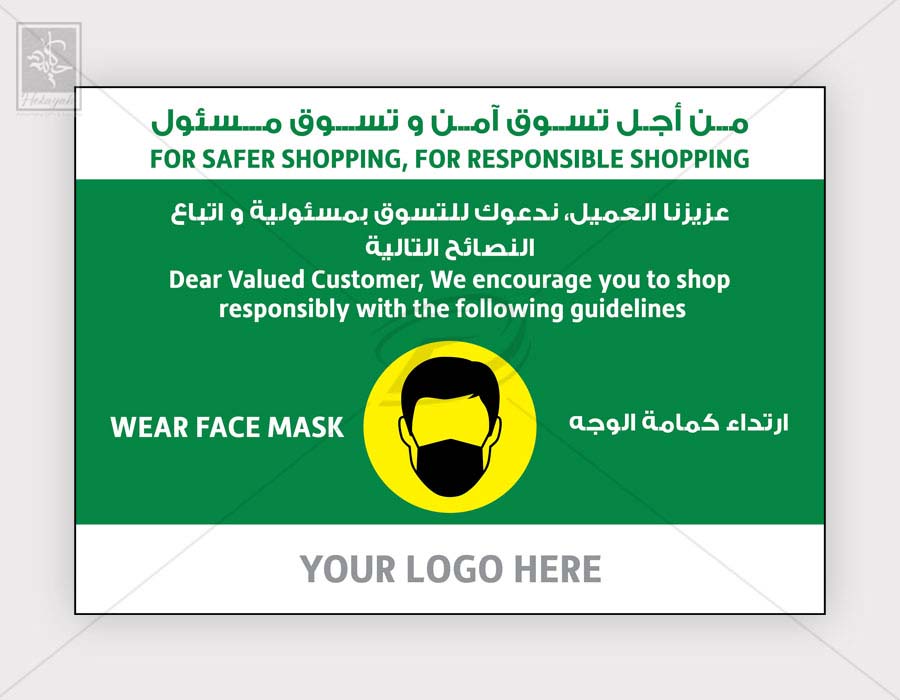 من أجل تسوق آمن و تسوق مسئول
FOR SAFER SHOPPING, FOR RESPONSIBLE SHOPPING
عزيزنا العميل، ندعوك للتسوق بمسئولية و اتباع
النصائح التالية
Dear Valued Customer, We encourage you to shop
responsibly with the following guidelines
WEAR FACE MASK
ارتداء كمامة الوجه
YOUR LOGO HERE